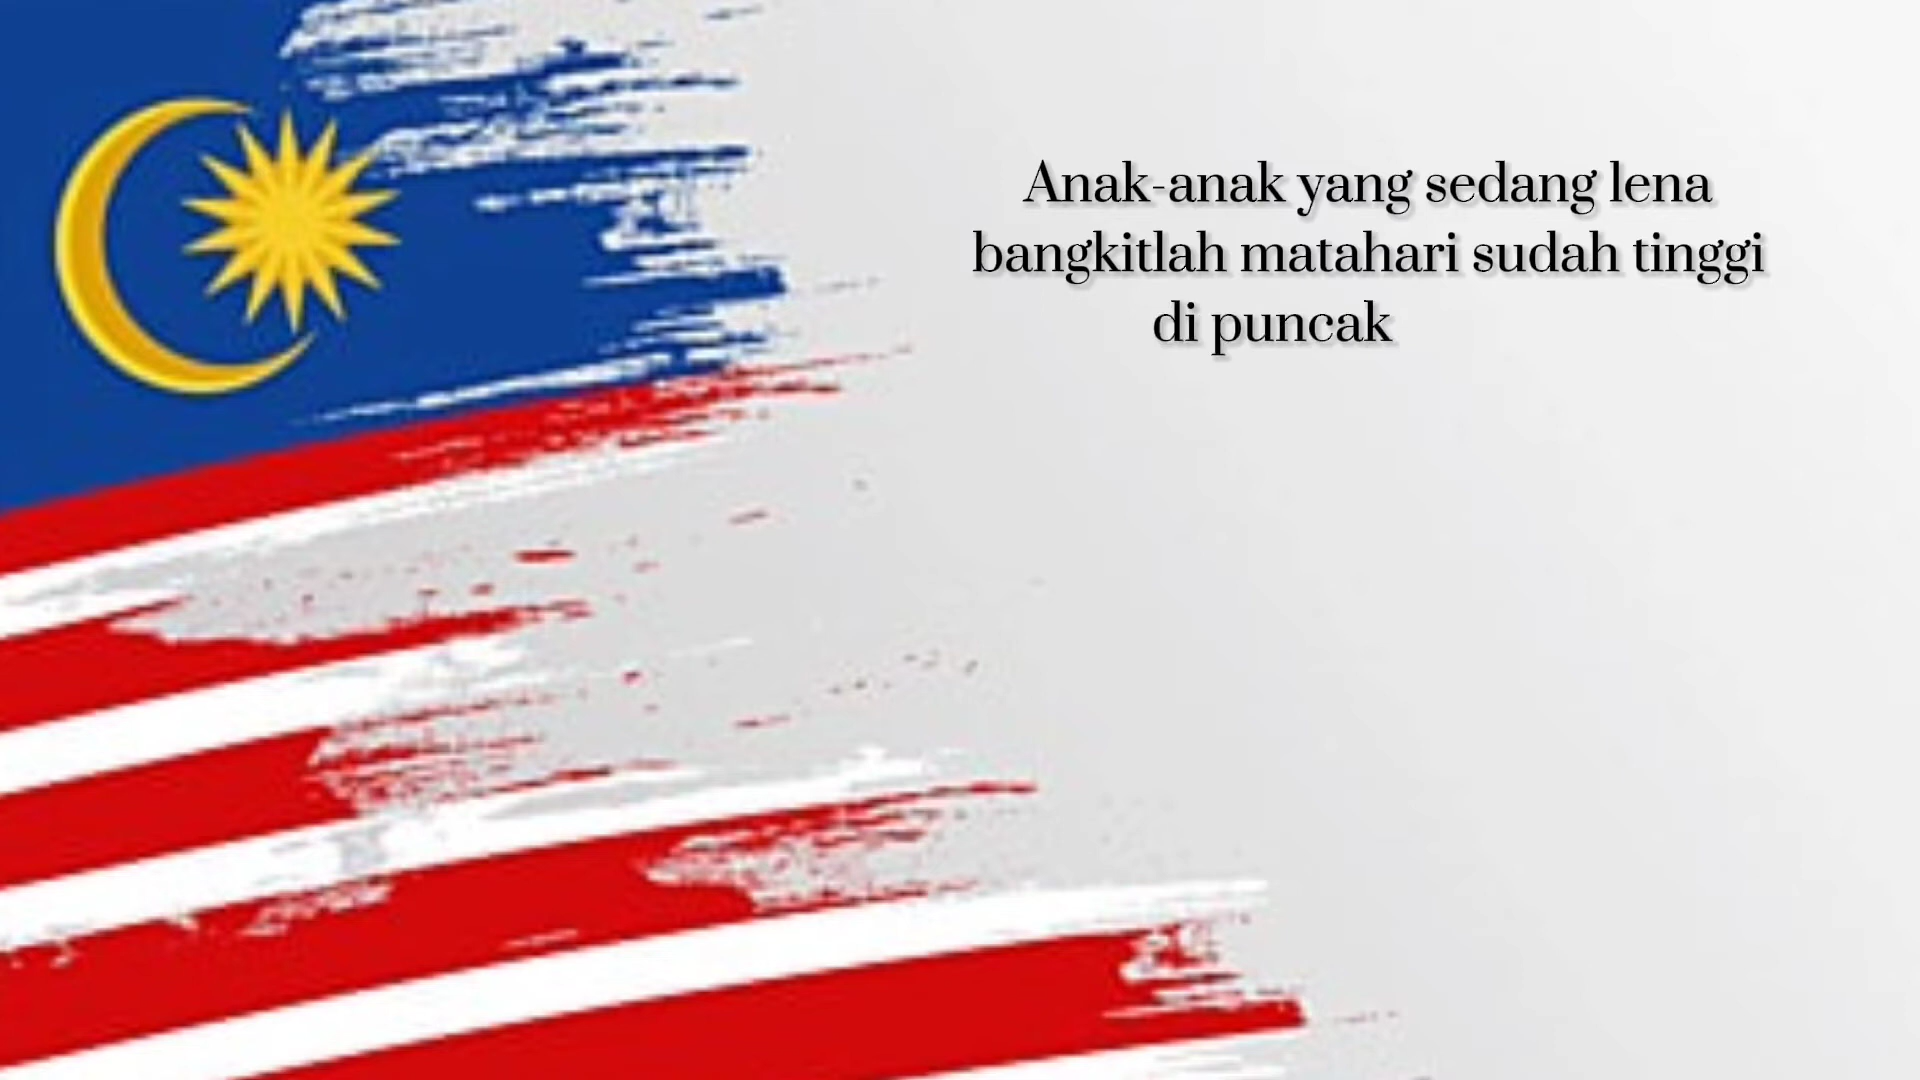 Anak-anak yang sedang lena
bangkitlah matahari sudah tinggi
di puncak